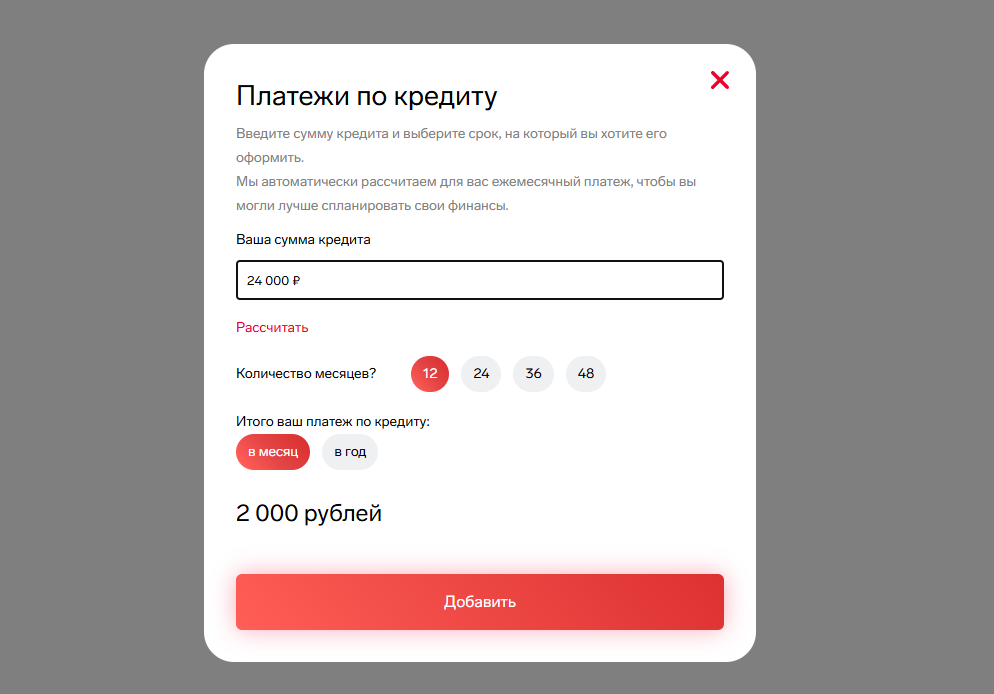 Платежи по кредиту
Введите сумму кредита и выберите срок, на который вы хотите его
оформить.
Мы автоматически рассчитаем для вас ежемесячный платеж, чтобы вы
могли лучше спланировать свои финансы.
Ваша сумма кредита
24 000 ₽
Рассчитать
Количество месяцев? 12 24 36 48
Итого ваш платеж по кредиту:
в месяц в год
2 000 рублей
Добавить